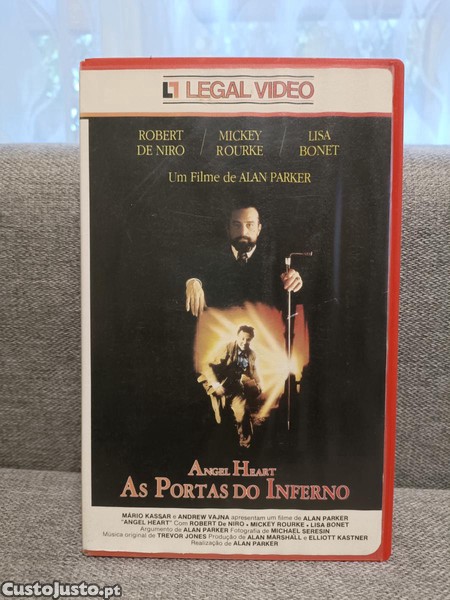 LEGAL VIDEO
ROBERT DE NIRO / MICKEY ROURKE / LISA BONET
Um Filme de ALAN PARKER
ANGEL HEART
AS PORTAS DO INFERNO
MÁRIO KASSAR e ANDREW VAJNA apresentam um filme de ALAN PARKER
"ANGEL HEART" Com ROBERT De NIRO • MICKEY ROURKE • LISA BONET
Argumento de ALAN PARKER Fotografia de MICHAEL SERESIN
Música original de TREVOR JONES Produção de ALAN MARSHALL e ELLIOTT KASTNER
Realização de ALAN PARKER
CustoJusto.pt